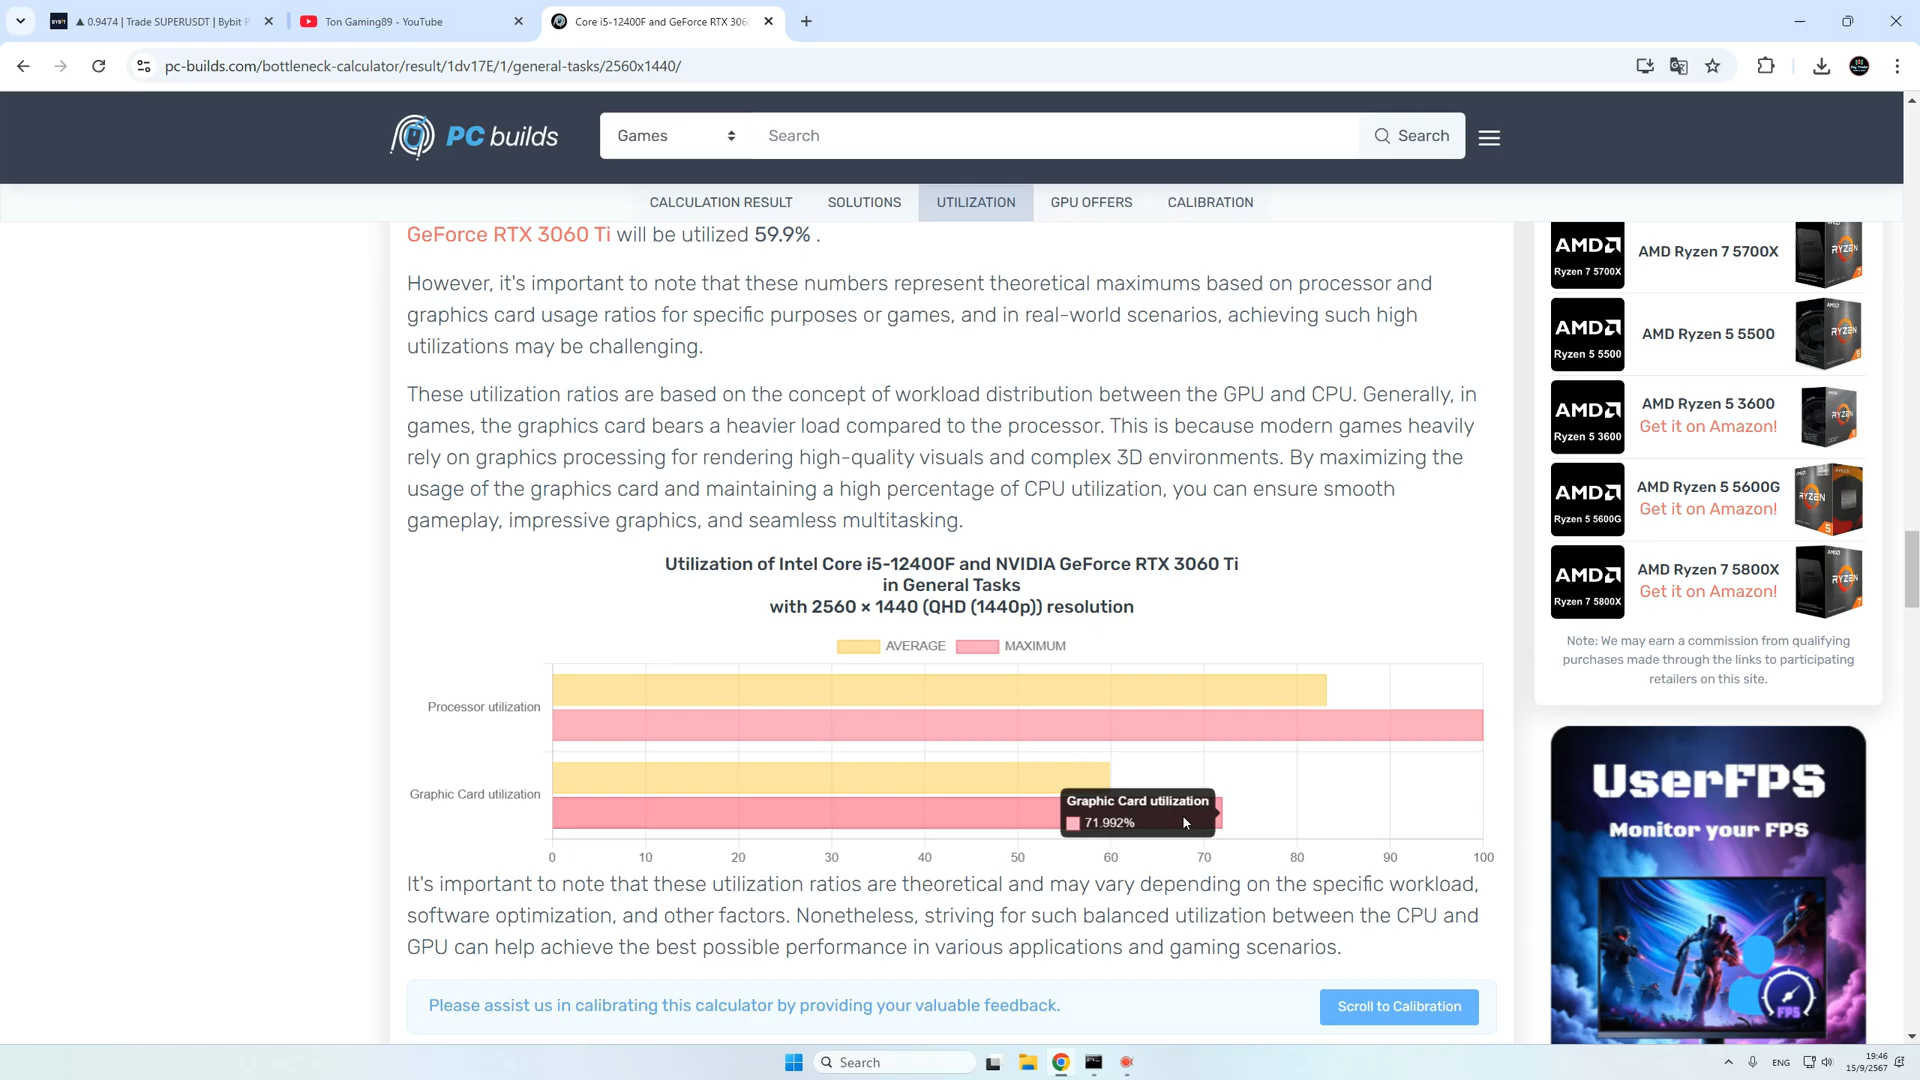 ▲ 0.9474 | Trade SUPERUSDT | Bybit P
Ton Gaming89 - YouTube
Core i5-12400F and GeForce RTX 306
pc-builds.com/bottleneck-calculator/result/1dv17E/1/general-tasks/2560x1440/
PC builds
Games
Search
Search
CALCULATION RESULT
SOLUTIONS
UTILIZATION
GPU OFFERS
CALIBRATION
GeForce RTX 3060 Ti will be utilized 59.9% .
However, it's important to note that these numbers represent theoretical maximums based on processor and
graphics card usage ratios for specific purposes or games, and in real-world scenarios, achieving such high
utilizations may be challenging.
These utilization ratios are based on the concept of workload distribution between the GPU and CPU. Generally, in
games, the graphics card bears a heavier load compared to the processor. This is because modern games heavily
rely on graphics processing for rendering high-quality visuals and complex 3D environments. By maximizing the
usage of the graphics card and maintaining a high percentage of CPU utilization, you can ensure smooth
gameplay, impressive graphics, and seamless multitasking.
Utilization of Intel Core i5-12400F and NVIDIA GeForce RTX 3060 Ti
in General Tasks
with 2560 × 1440 (QHD (1440p)) resolution
AVERAGE
MAXIMUM
Processor utilization
Graphic Card utilization
Graphic Card utilization
71.992%
0 10 20 30 40 50 60 70 80 90 100
It's important to note that these utilization ratios are theoretical and may vary depending on the specific workload,
software optimization, and other factors. Nonetheless, striving for such balanced utilization between the CPU and
GPU can help achieve the best possible performance in various applications and gaming scenarios.
Please assist us in calibrating this calculator by providing your valuable feedback.
Scroll to Calibration
AMD
Ryzen 7 5700X
AMD Ryzen 7 5700X
RYZEN
AMD
Ryzen 5 5500
AMD Ryzen 5 5500
RYZEN
AMD
Ryzen 5 3600
AMD Ryzen 5 3600
Get it on Amazon!
RYZEN
AMD
Ryzen 5 5600G
AMD Ryzen 5 5600G
Get it on Amazon!
RYZEN
5
AMD
Ryzen 7 5800X
AMD Ryzen 7 5800X
Get it on Amazon!
RYZEN
Note: We may earn a commission from qualifying
purchases made through the links to participating
retailers on this site.
UserFPS
Monitor your FPS
FPS
Search
ENG
19:46
15/9/2567